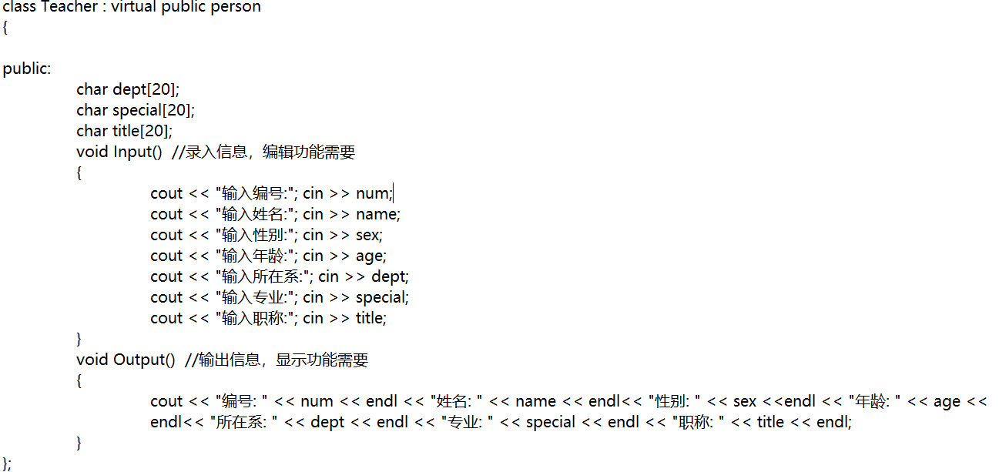 class Teacher : virtual public person
{
public:
char dept[20];
char special[20];
char title[20];
void Input()  //录入信息，编辑功能需要
{
cout << "输入编号:"; cin >> num;
cout << "输入姓名:"; cin >> name;
cout << "输入性别:"; cin >> sex;
cout << "输入年龄:"; cin >> age;
cout << "输入所在系:"; cin >> dept;
cout << "输入专业:"; cin >> special;
cout << "输入职称:"; cin >> title;
}
void Output()  //输出信息，显示功能需要
{
cout << "编号: " << num << endl << "姓名: " << name << endl<< "性别: " << sex <<endl << "年龄: " << age <<
endl<< "所在系: " << dept << endl << "专业: " << special << endl << "职称: " << title << endl;
}
};